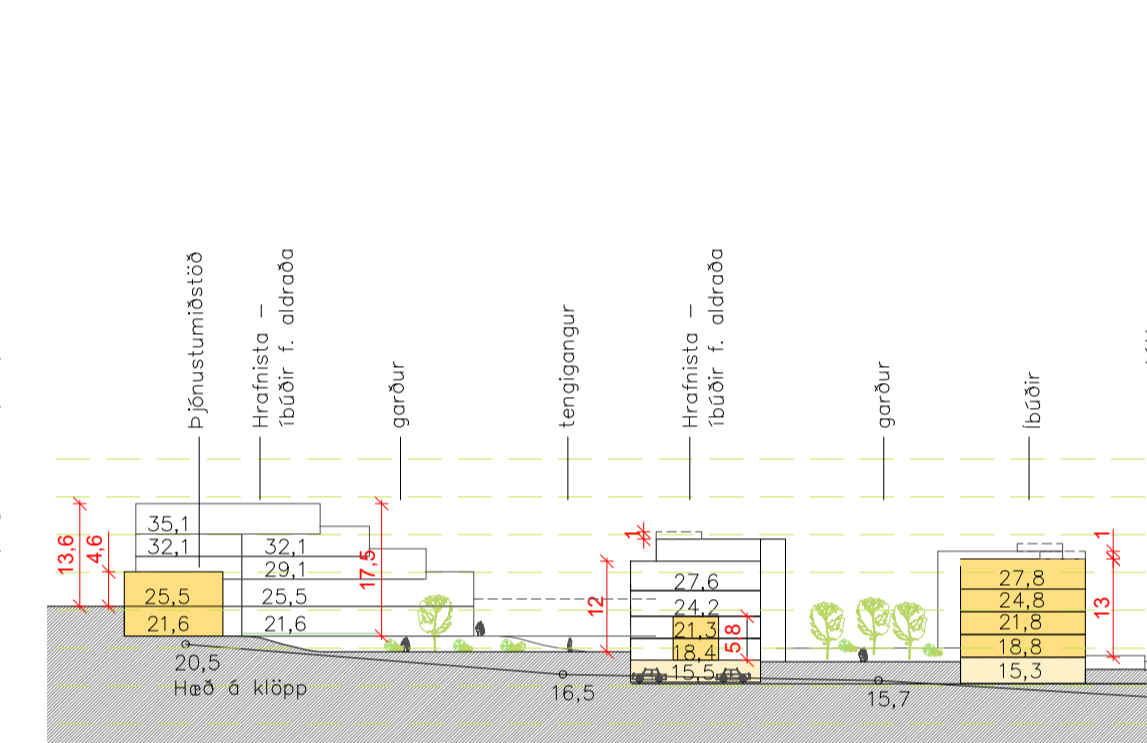 Þjónustumiðstöð
Hrafnista –
íbúðir f. aldraða
garður
tengigangur
Hrafnista –
íbúðir f. aldraða
garður
Íbúðir
13,6
4,6
35,1
32,1
25,5
21,6
32,1
29,1
25,5
21,6
17,5
20,5
Hæð á klöpp
16,5
12
1
27,6
24,2
21,3
18,4
15,5
5,8
15,7
27,8
24,8
21,8
18,8
15,3
1
13